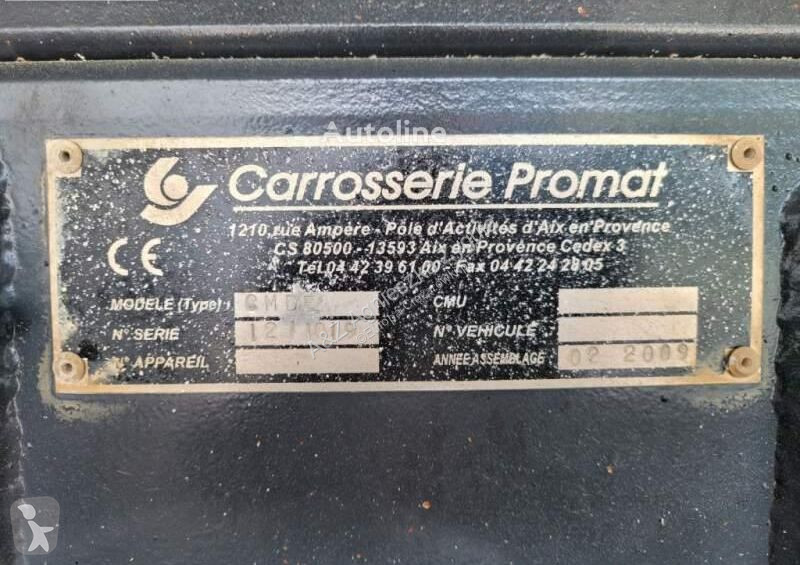 Autoline
Carrosserie Promat
1210, rue Ampère - Pôle d'Activités d'Aix en Provence
CS 80500 - 13593 Aix en Provence Cedex 3
Tél. 04 42 39 61 00 - Fax 04 42 24 28 05
CE
MODELE (Type) :
CMU
N° SERIE
N° VEHICULE
N° APPAREIL
ANNEE ASSEMBLAGE 02 2009